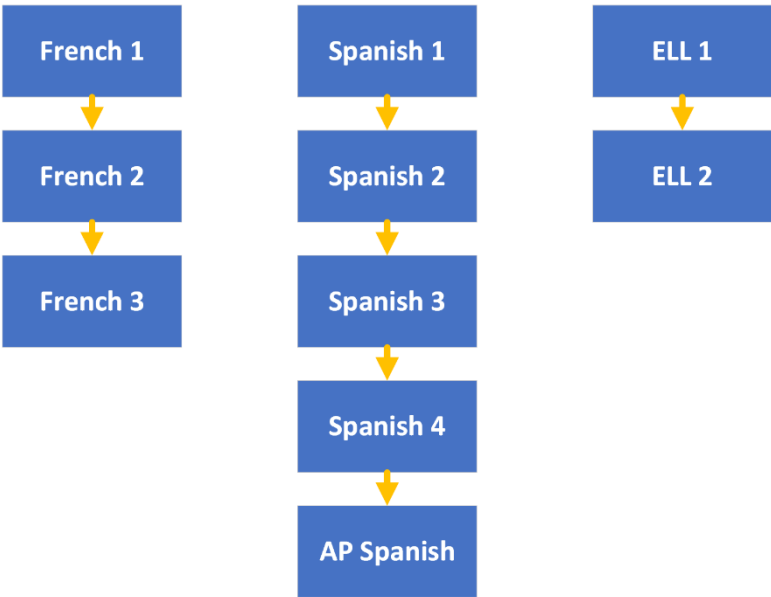 French 1
French 2
French 3
Spanish 1
Spanish 2
Spanish 3
Spanish 4
AP Spanish
ELL 1
ELL 2